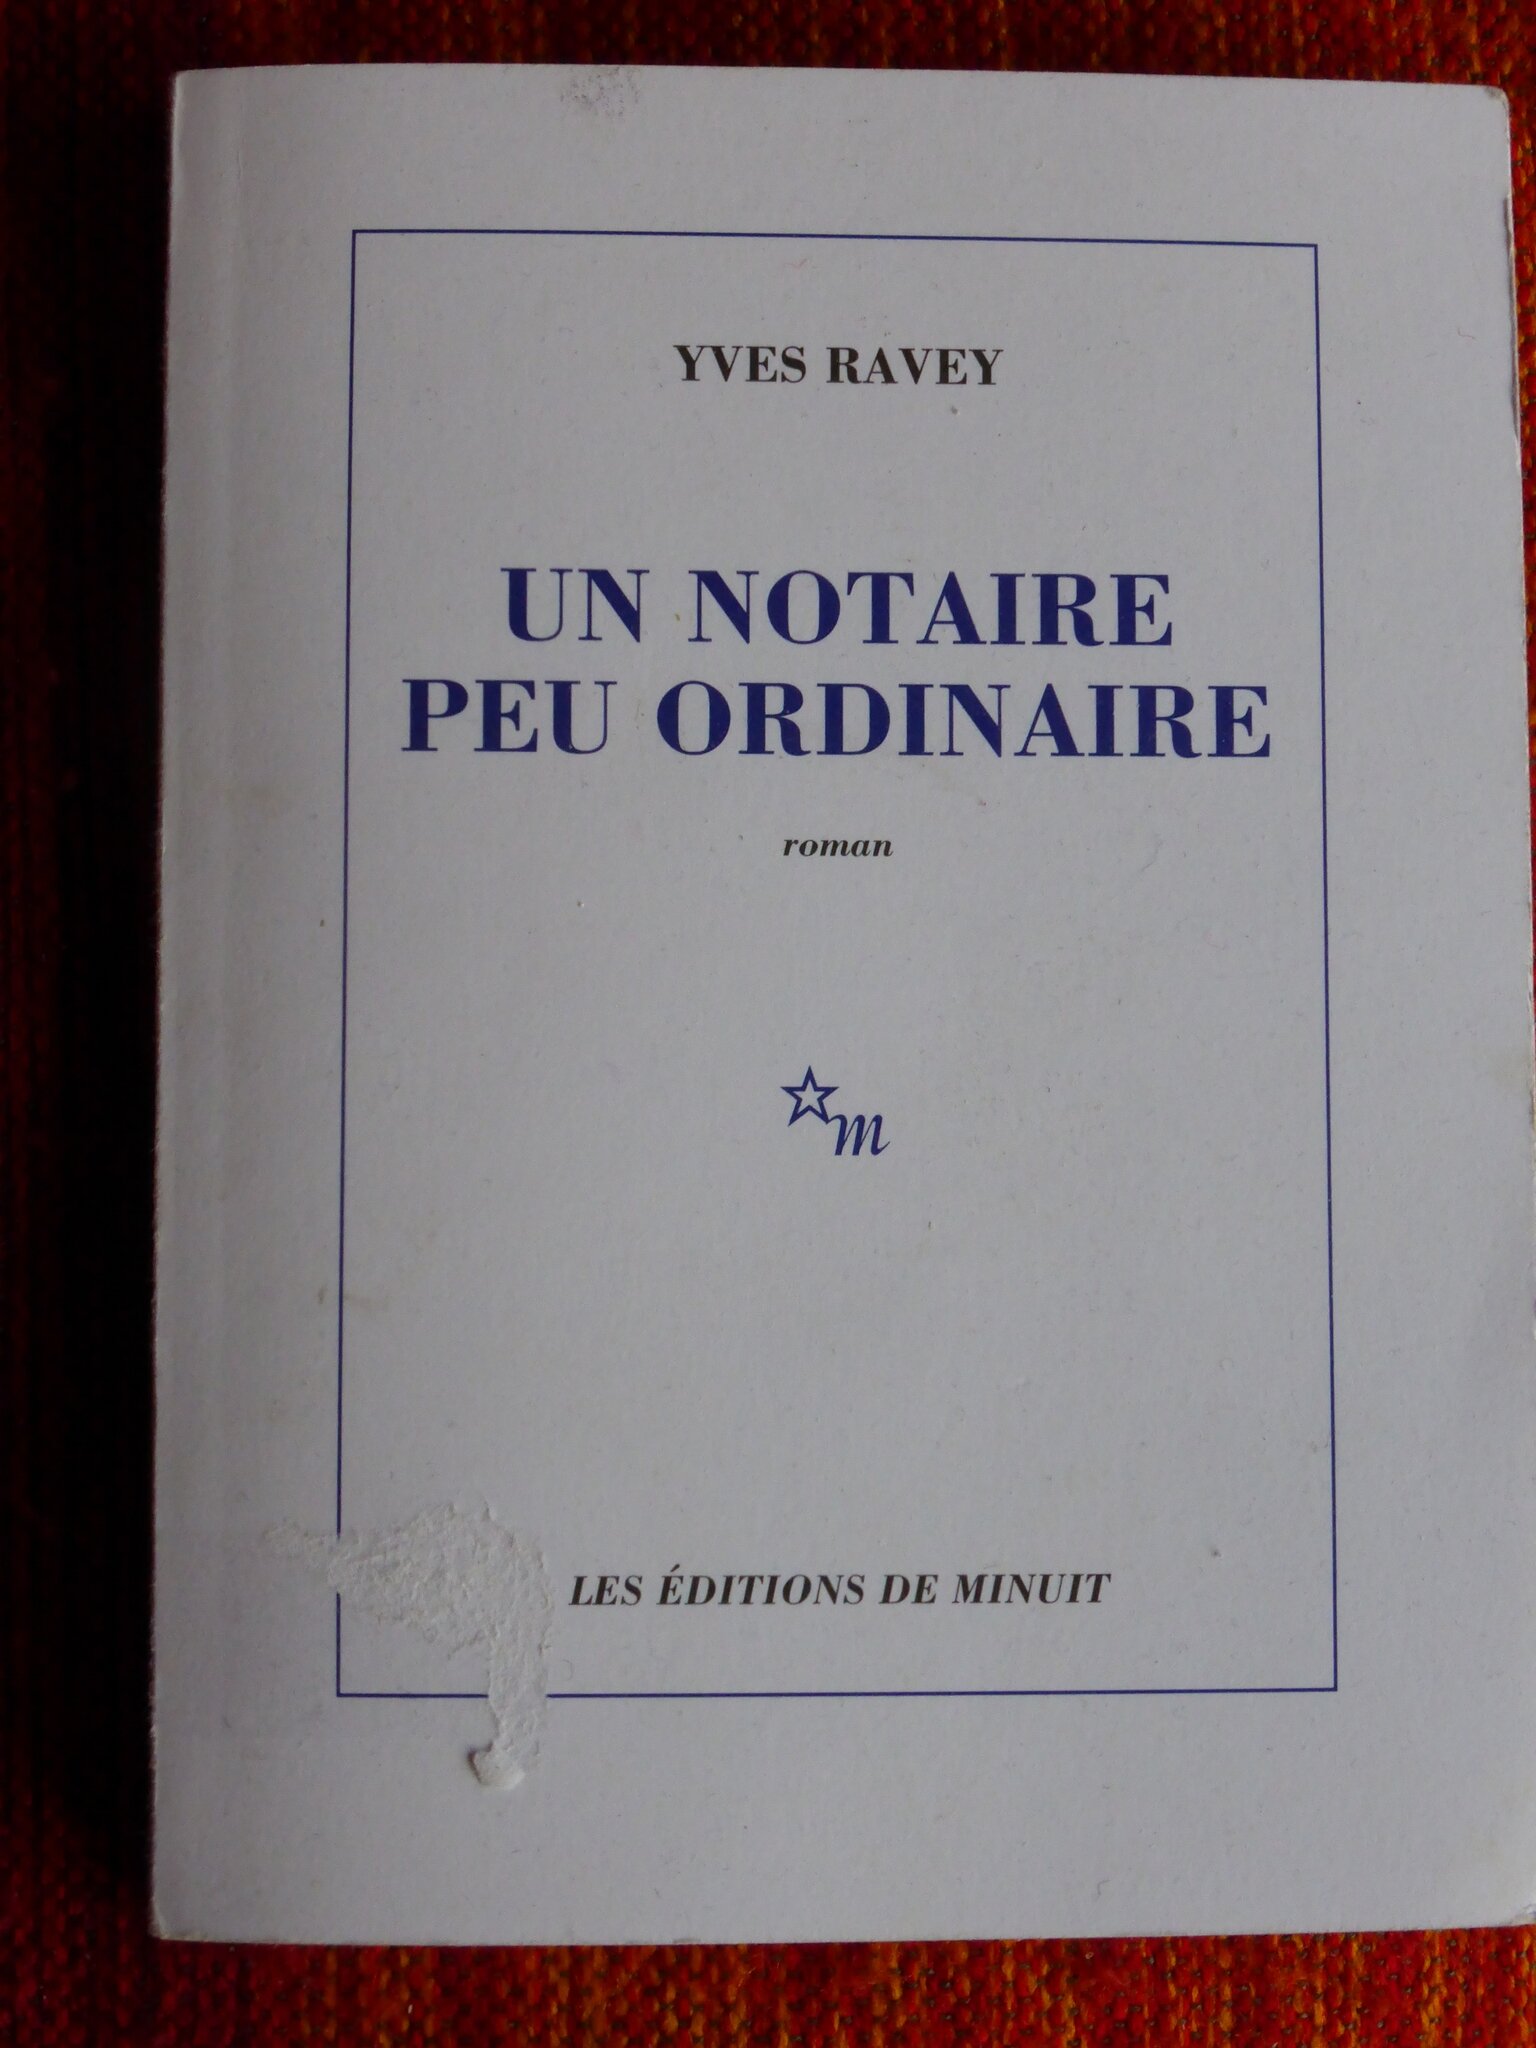 YVES RAVEY
UN NOTAIRE
PEU ORDINAIRE
roman
m
LES ÉDITIONS DE MINUIT